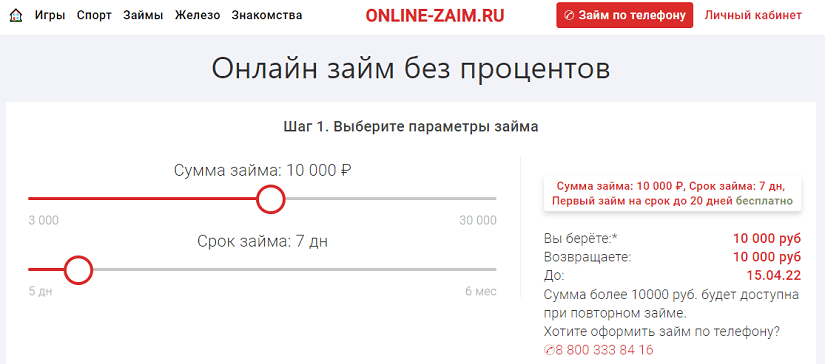 Игры Спорт Займы Железо Знакомства ONLINE-ZAIM.RU ✆ Займ по телефону Личный кабинет
Онлайн займ без процентов
Шаг 1. Выберите параметры займа
Сумма займа: 10 000 ₽
3 000 30 000
Срок займа: 7 дн
5 дн 6 мес
Сумма займа: 10 000 ₽, Срок займа: 7 дн,
Первый займ на срок до 20 дней бесплатно
Вы берёте:* 10 000 руб
Возвращаете: 10 000 руб
До: 15.04.22
Сумма более 10000 руб. будет доступна
при повторном займе.
Хотите оформить займ по телефону?
✆8 800 333 84 16